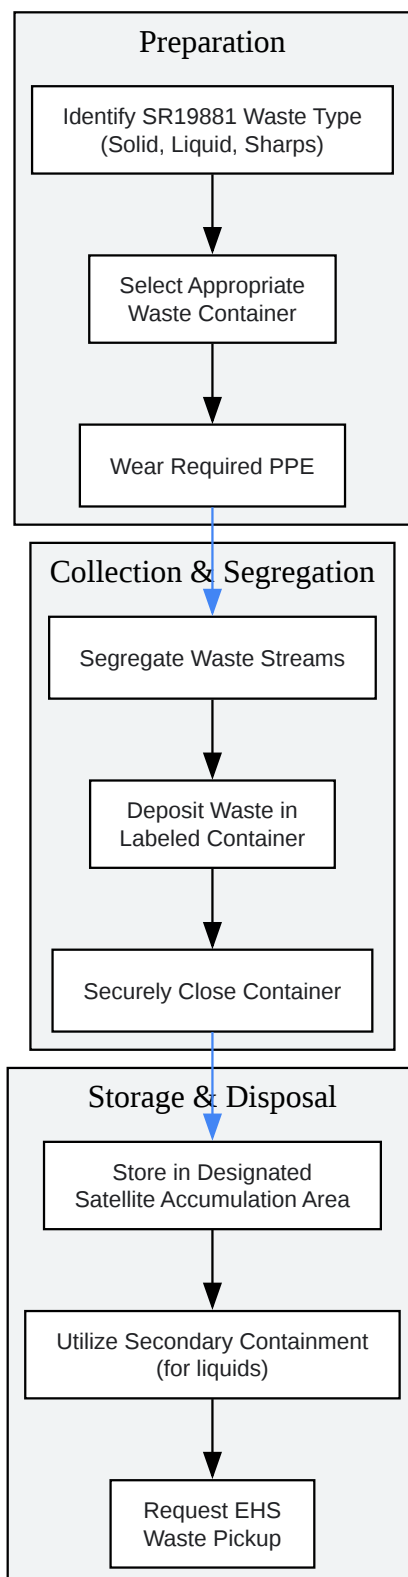 Preparation
Identify SR19881 Waste Type
(Solid, Liquid, Sharps)
Select Appropriate
Waste Container
Wear Required PPE
Collection & Segregation
Segregate Waste Streams
Deposit Waste in
Labeled Container
Securely Close Container
Storage & Disposal
Store in Designated
Satellite Accumulation Area
Utilize Secondary Containment
(for liquids)
Request EHS
Waste Pickup